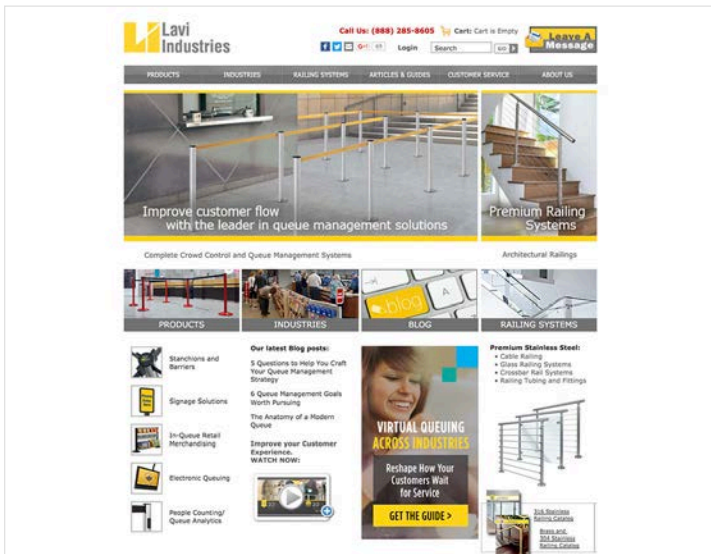 Lavi
Industries
Call Us: (888) 285-8605
Cart: Cart is Empty
Leave A
Message
Login
Search
GO
PRODUCTS
INDUSTRIES
RAILING SYSTEMS
ARTICLES & GUIDES
CUSTOMER SERVICE
ABOUT US
Improve customer flow
with the leader in queue management solutions
Premium Railing
Systems
Complete Crowd Control and Queue Management Systems
Architectural Railings
blog
A
PRODUCTS
INDUSTRIES
BLOG
RAILING SYSTEMS
Stanchions and
Barriers
Signage Solutions
In-Queue Retail
Merchandising
Electronic Queuing
People Counting/
Queue Analytics
Our latest Blog posts:
5 Questions to Help You Craft
Your Queue Management
Strategy
6 Queue Management Goals
Worth Pursuing
The Anatomy of a Modern
Queue
Improve your Customer
Experience.
WATCH NOW:
VIRTUAL QUEUING
ACROSS INDUSTRIES
Reshape How Your
Customers Wait
for Service
GET THE GUIDE >
Premium Stainless Steel:
• Cable Railing
• Glass Railing Systems
• Crossbar Rail Systems
• Railing Tubing and Fittings
316 Stainless
Railing Catalog
Brass and
304 Stainless
Railing Catalog